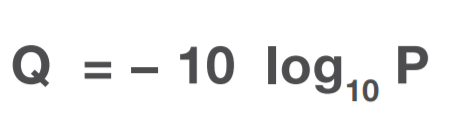 Q = – 10 log₁₀ P